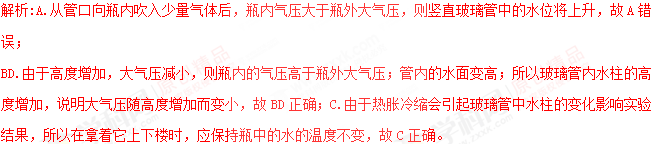 解析:A.从管口向瓶内吹入少量气体后，瓶内气压大于瓶外大气压，则竖直玻璃管中的水位将上升，故 A 错
误；
BD.由于高度增加，大气压减小，则瓶内的气压高于瓶外大气压；管内的水面变高；所以玻璃管内水柱的高
度增加，说明大气压随高度增加而变小，故 BD 正确；C.由于热胀冷缩会引起玻璃管中水柱的变化影响实验
结果，所以在拿着它上下楼时，应保持瓶中的水的温度不变，故 C 正确。